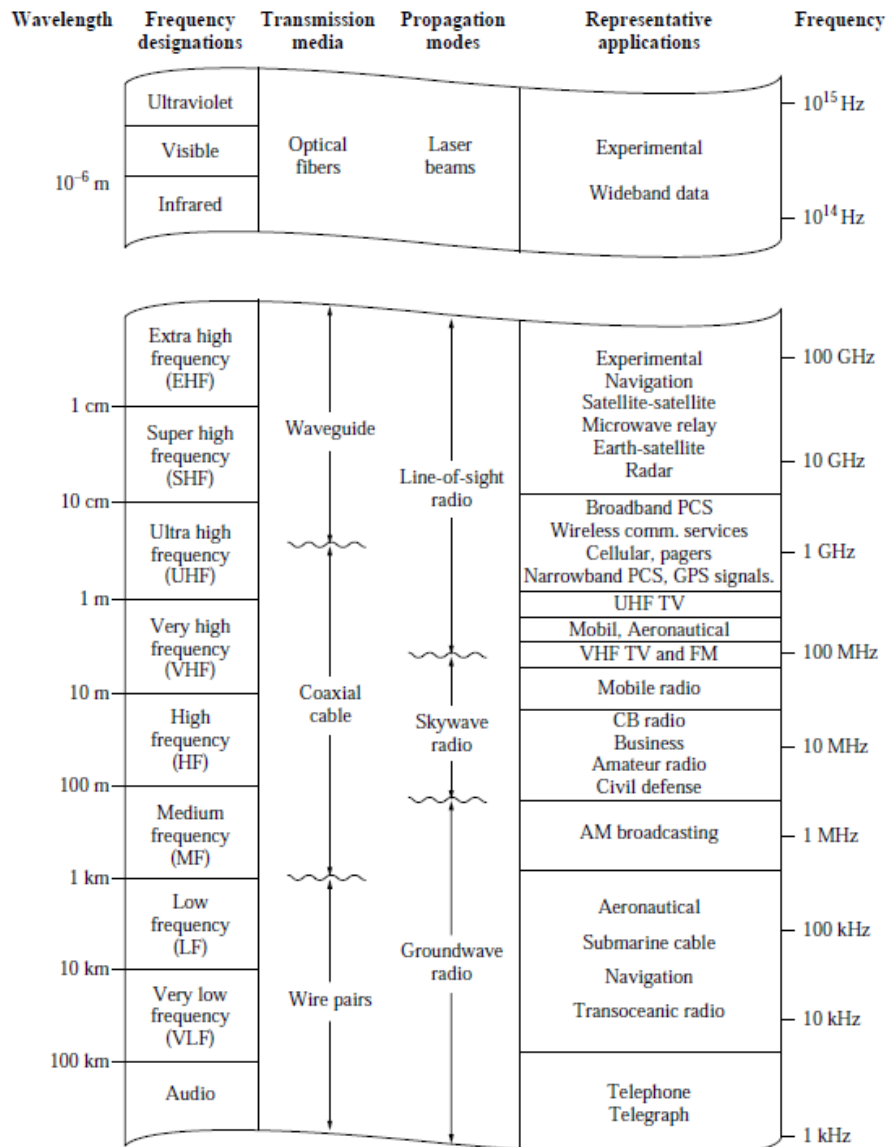 Wavelength Frequency designations Transmission media Propagation modes Representative applications Frequency
Ultraviolet
10¹⁵ Hz
Visible
Optical fibers
Laser beams
Experimental
10⁻⁶ m
Infrared
Wideband data
10¹⁴ Hz
Extra high
frequency
(EHF)
Experimental
Navigation
Satellite-satellite
Microwave relay
Earth-satellite
Radar
100 GHz
1 cm
Super high
frequency
(SHF)
Waveguide
Line-of-sight
radio
10 GHz
10 cm
Ultra high
frequency
(UHF)
Broadband PCS
Wireless comm. services
Cellular, pagers
Narrowband PCS, GPS signals.
1 GHz
1 m
UHF TV
Very high
frequency
(VHF)
Mobil, Aeronautical
VHF TV and FM
100 MHz
10 m
Coaxial
cable
Mobile radio
High
frequency
(HF)
Skywave
radio
CB radio
Business
Amateur radio
Civil defense
10 MHz
100 m
Medium
frequency
(MF)
AM broadcasting
1 MHz
1 km
Low
frequency
(LF)
Aeronautical
Submarine cable
Navigation
Transoceanic radio
100 kHz
Groundwave
radio
10 km
Very low
frequency
(VLF)
Wire pairs
10 kHz
100 km
Audio
Telephone
Telegraph
1 kHz